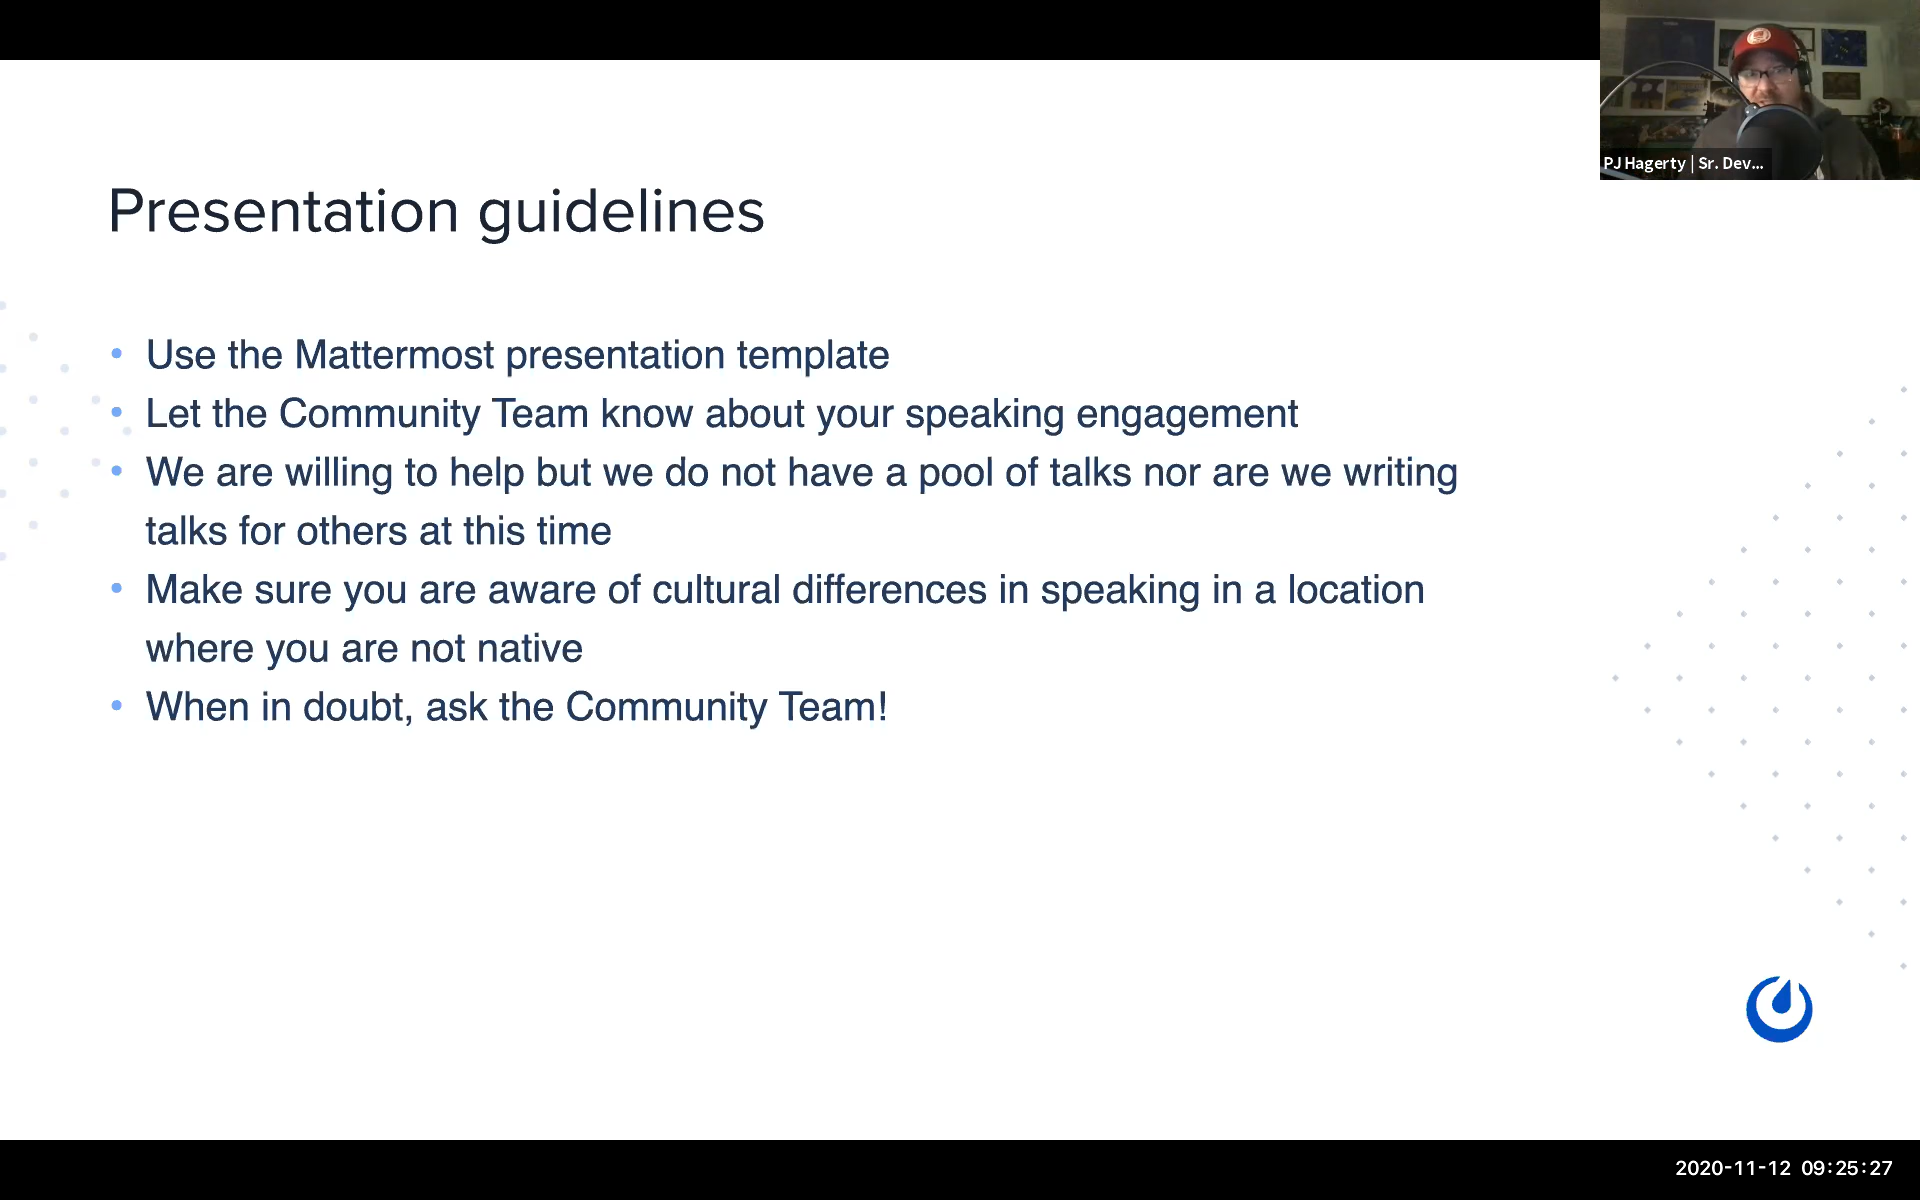 PJ Hagerty | Sr. Dev...
Presentation guidelines
• Use the Mattermost presentation template
• Let the Community Team know about your speaking engagement
• We are willing to help but we do not have a pool of talks nor are we writing
talks for others at this time
• Make sure you are aware of cultural differences in speaking in a location
where you are not native
• When in doubt, ask the Community Team!
2020-11-12 09:25:27